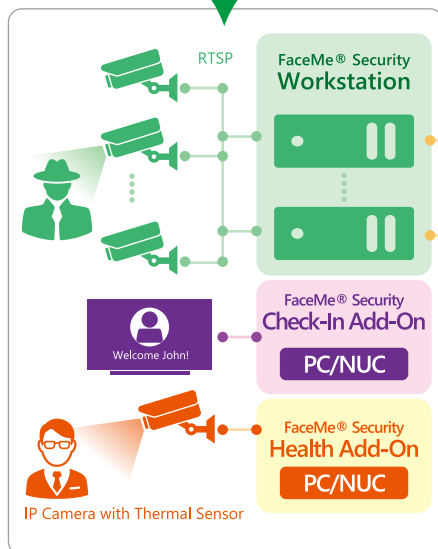 RTSP
FaceMe® Security
Workstation
FaceMe® Security
Check-In Add-On
Welcome John!
PC/NUC
FaceMe® Security
Health Add-On
PC/NUC
IP Camera with Thermal Sensor